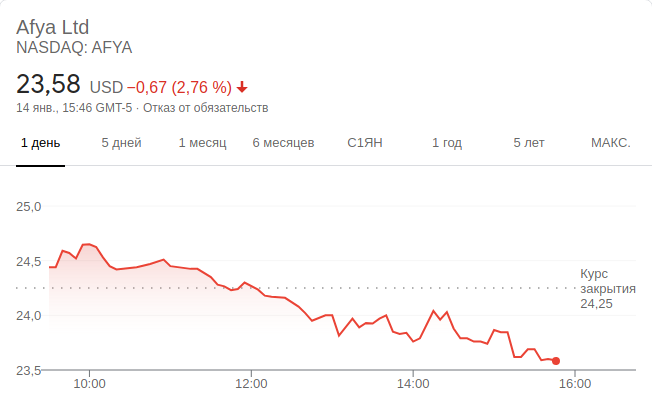 Afya Ltd
NASDAQ: AFYA
23,58 USD −0,67 (2,76 %)
14 янв., 15:46 GMT-5 · Отказ от обязательств
1 день 5 дней 1 месяц 6 месяцев С1ЯН 1 год 5 лет МАКС.
25,0
24,5
Курс
закрытия
24,25
24,0
23,5
10:00 12:00 14:00 16:00